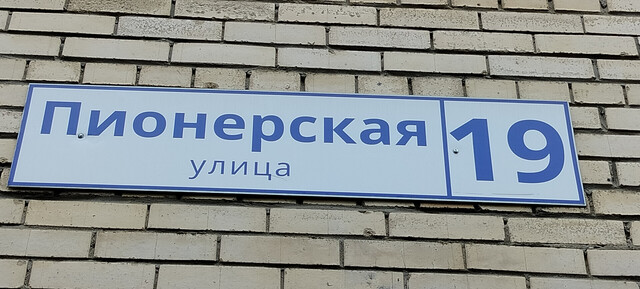 Пионерская
улица
19